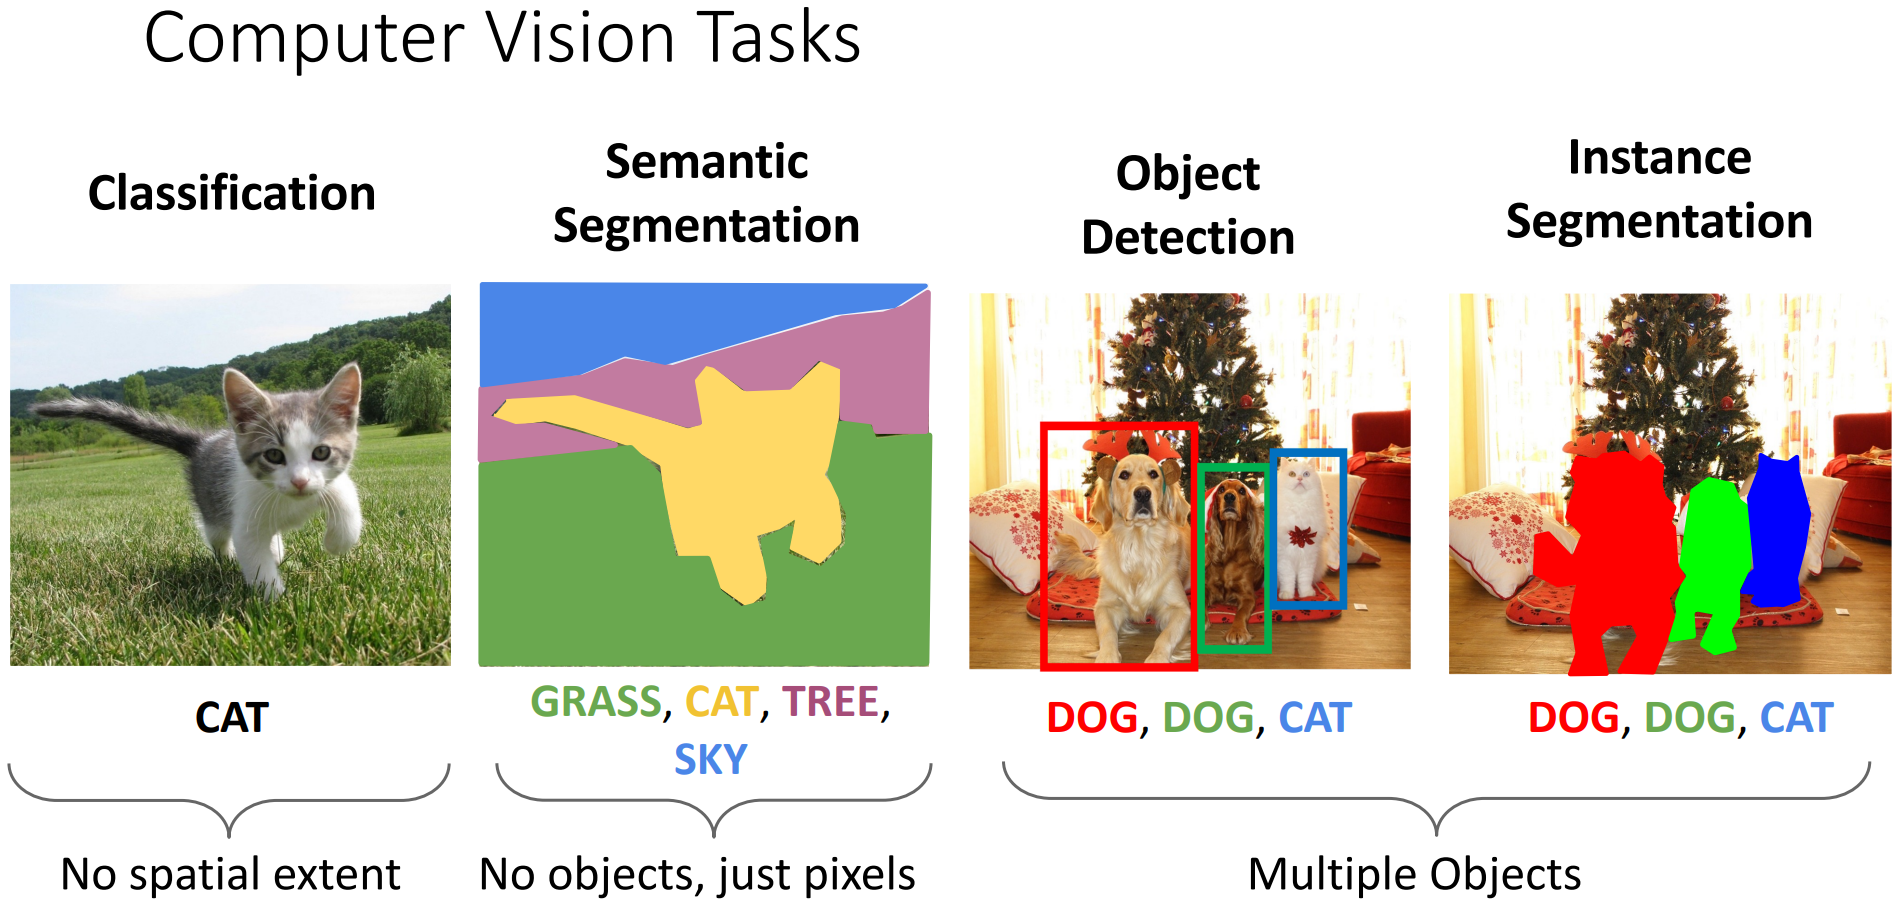 Computer Vision Tasks
Classification
Semantic
Segmentation
Object
Detection
Instance
Segmentation
CAT
GRASS, CAT, TREE,
SKY
DOG, DOG, CAT
DOG, DOG, CAT
No spatial extent
No objects, just pixels
Multiple Objects